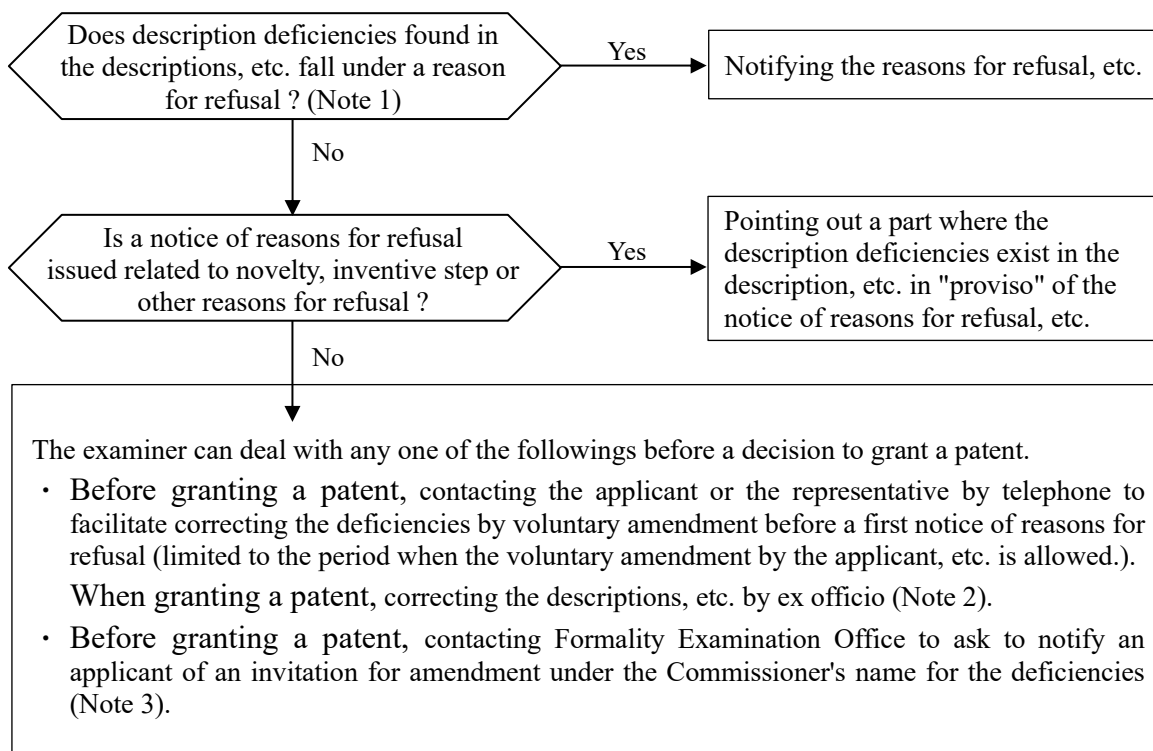 Does description deficiencies found in
the descriptions, etc. fall under a reason
for refusal ? (Note 1)
Yes
Notifying the reasons for refusal, etc.
No
Is a notice of reasons for refusal
issued related to novelty, inventive step or
other reasons for refusal ?
Yes
Pointing out a part where the
description deficiencies exist in the
description, etc. in "proviso" of the
notice of reasons for refusal, etc.
No
The examiner can deal with any one of the followings before a decision to grant a patent.
・ Before granting a patent, contacting the applicant or the representative by telephone to
facilitate correcting the deficiencies by voluntary amendment before a first notice of reasons for
refusal (limited to the period when the voluntary amendment by the applicant, etc. is allowed.).
When granting a patent, correcting the descriptions, etc. by ex officio (Note 2).
・ Before granting a patent, contacting Formality Examination Office to ask to notify an
applicant of an invitation for amendment under the Commissioner's name for the deficiencies
(Note 3).